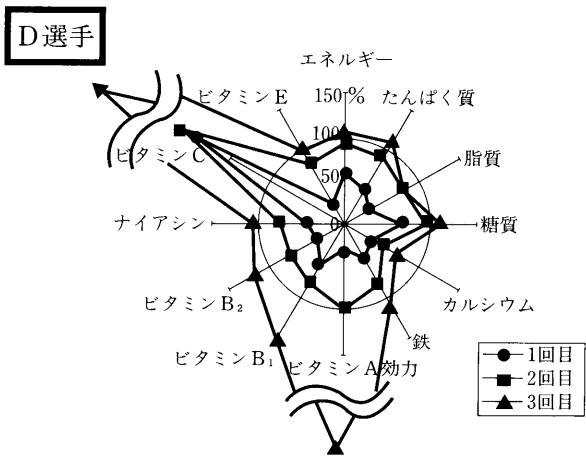 D選手
エネルギー
150%
100
50
0
たんぱく質
脂質
糖質
カルシウム
鉄
ビタミンA効力
ビタミンB₁
ビタミンB₂
ナイアシン
ビタミンC
ビタミンE
1回目
2回目
3回目